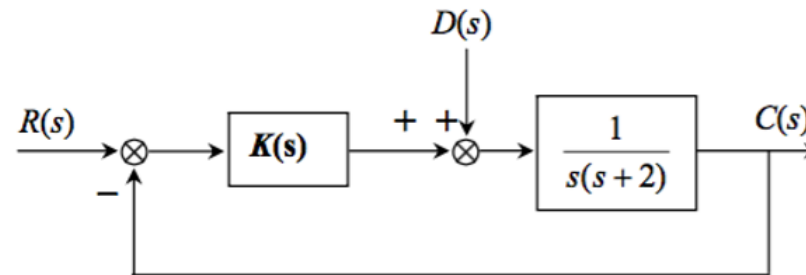 D(s)
R(s)
K(s)
+ +
1
s(s + 2)
C(s)
−